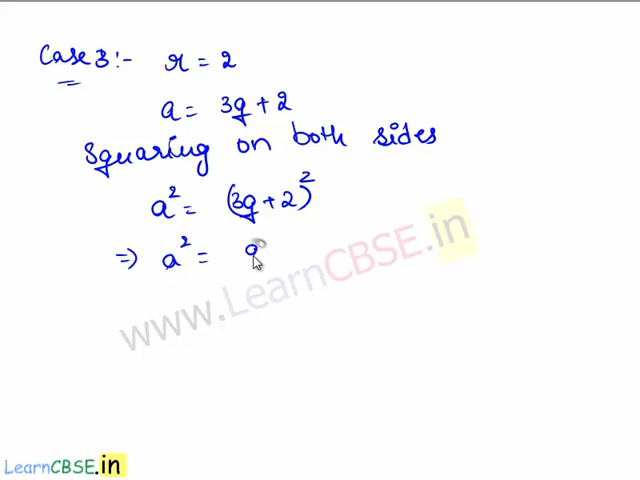 Case 3:- r = 2
a = 3q + 2
Squaring on both sides
a² = (3q + 2)²
⇒ a² = 9
www.LearnCBSE.in
LearnCBSE.in